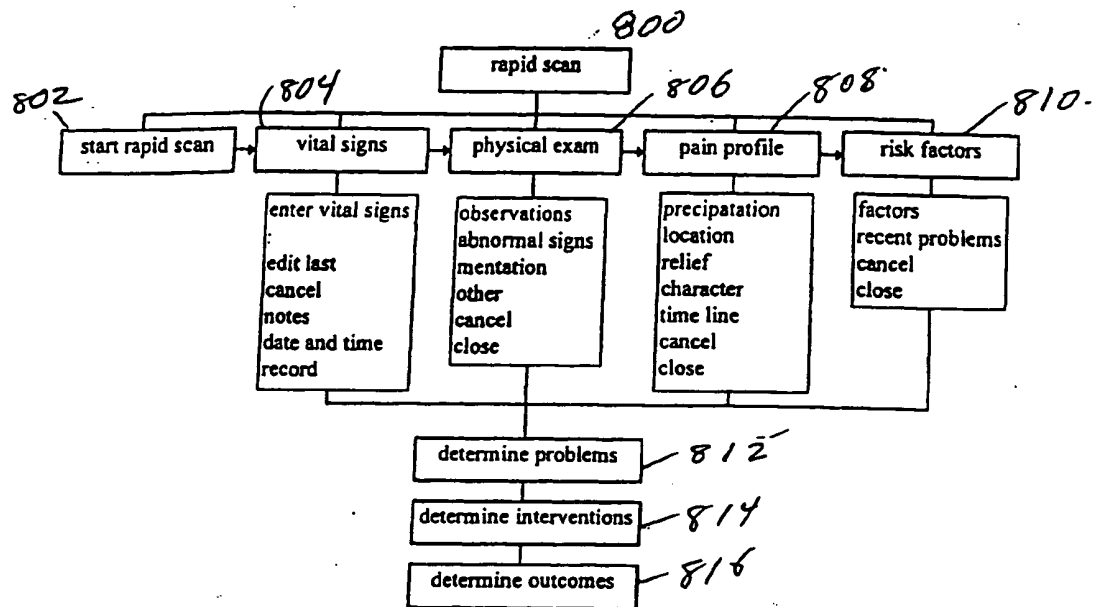 800
rapid scan
802
804
806
808
810
start rapid scan
vital signs
physical exam
pain profile
risk factors
enter vital signs
:
edit last
cancel
notes
date and time
record
observations
abnormal signs
mentation
other
cancel
close
precipatation
location
relief
character
time line
cancel
close
factors
recent problems
cancel
close
determine problems
812
determine interventions
814
determine outcomes
816